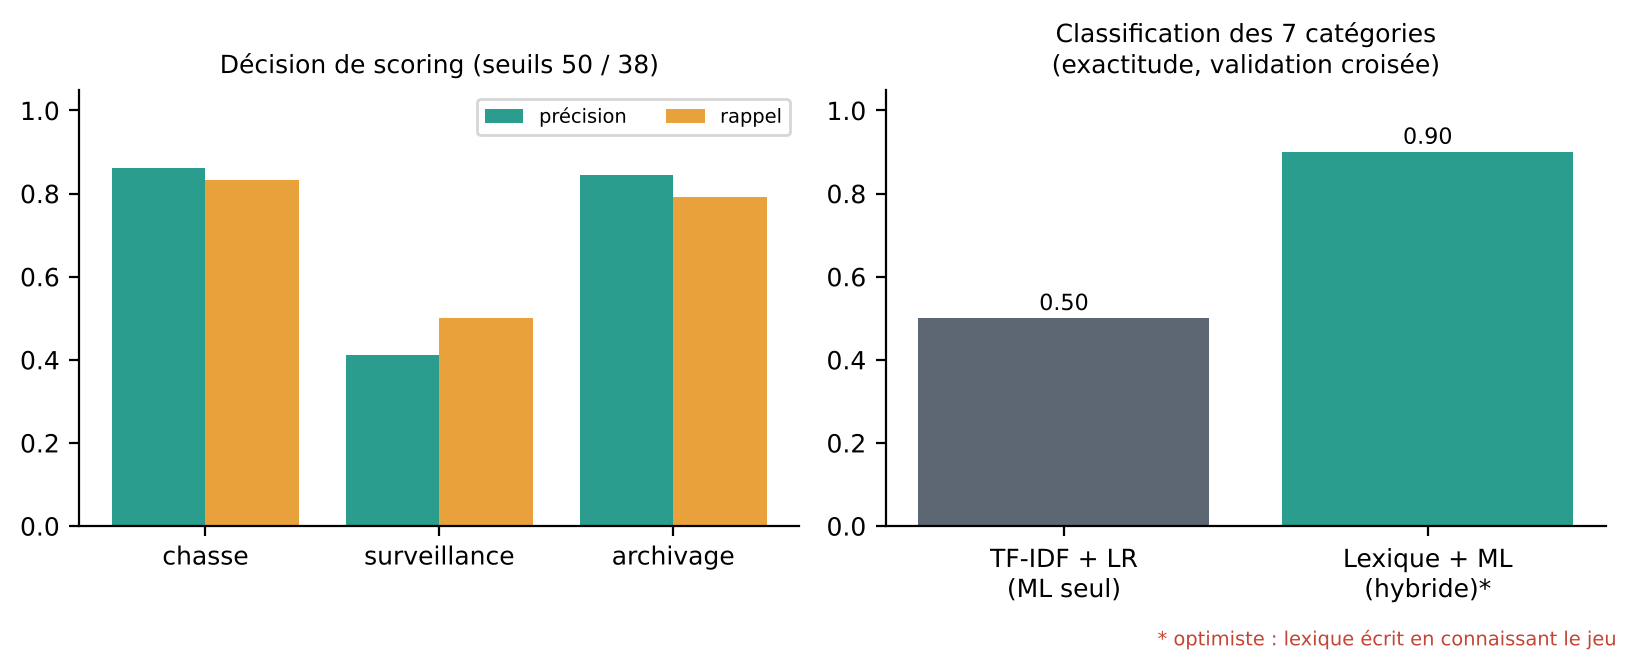 Décision de scoring (seuils 50 / 38)
précision
rappel
1.0
0.8
0.6
0.4
0.2
0.0
chasse
surveillance
archivage
Classification des 7 catégories
(exactitude, validation croisée)
1.0
0.8
0.6
0.4
0.2
0.0
0.50
0.90
TF-IDF + LR
(ML seul)
Lexique + ML
(hybride)*
* optimiste : lexique écrit en connaissant le jeu